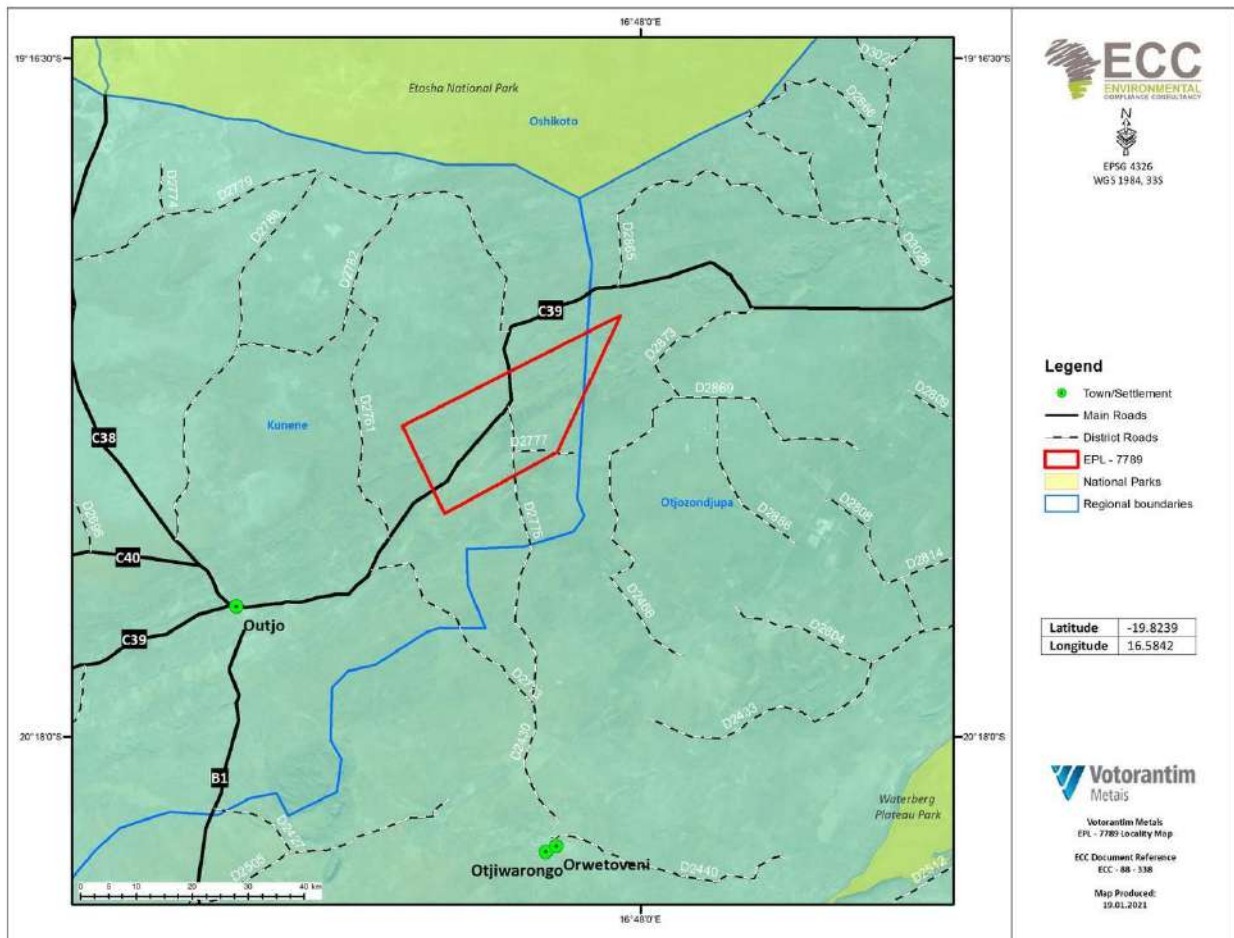 16°48'0"E
19°16'30"S
19°16'30"S
Etosha National Park
Oshikoto
D2866
D2774
D2779
D2780
D2782
D2865
D3028
C39
D2873
D2869
D2809
Kunene
D2761
C38
D2777
Otjozondjupa
D2886
D2808
D2696
D2776
C40
D2814
D2488
Outjo
C39
D2804
D2433
20°18'0"S
20°18'0"S
D2430
B1
Waterberg
Plateau Park
D2427
Otjiwarongo
Orwetoveni
D2440
D2512
D2505
0 5 10 20 30 40 km
16°48'0"E
ECC
ENVIRONMENTAL
COMPLIANCE CONSULTANCY
N
EPSG 4326
WGS 1984, 33S
Legend
Town/Settlement
Main Roads
District Roads
EPL - 7789
National Parks
Regional boundaries
Latitude -19.8239
Longitude 16.5842
Votorantim
Metais
Votorantim Metals
EPL - 7789 Locality Map
ECC Document Reference
ECC - 88 - 338
Map Produced:
19.01.2021